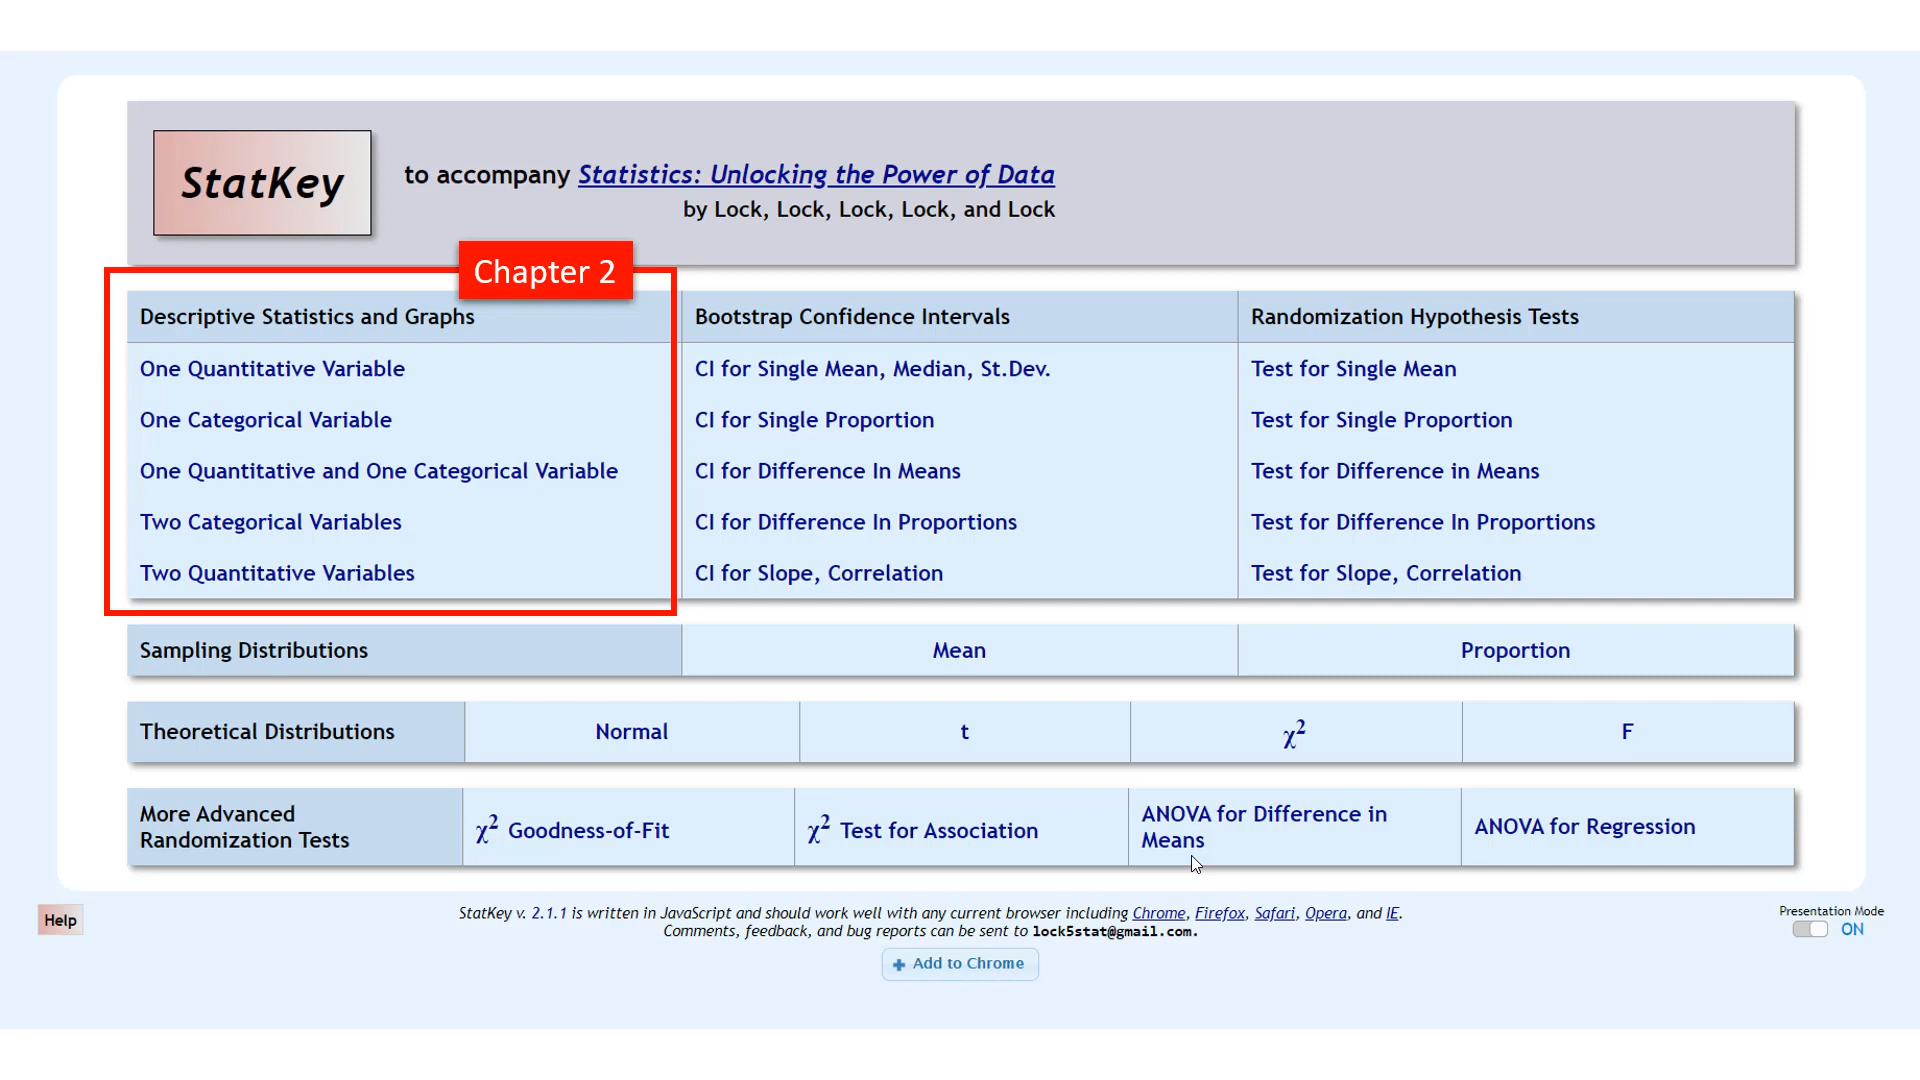 StatKey
to accompany Statistics: Unlocking the Power of Data
by Lock, Lock, Lock, Lock, and Lock
Chapter 2
Descriptive Statistics and Graphs
One Quantitative Variable
One Categorical Variable
One Quantitative and One Categorical Variable
Two Categorical Variables
Two Quantitative Variables
Bootstrap Confidence Intervals
CI for Single Mean, Median, St.Dev.
CI for Single Proportion
CI for Difference In Means
CI for Difference In Proportions
CI for Slope, Correlation
Randomization Hypothesis Tests
Test for Single Mean
Test for Single Proportion
Test for Difference in Means
Test for Difference In Proportions
Test for Slope, Correlation
Sampling Distributions
Mean
Proportion
Theoretical Distributions
Normal
t
χ²
F
More Advanced
Randomization Tests
χ² Goodness-of-Fit
χ² Test for Association
ANOVA for Difference in
Means
ANOVA for Regression
Help
StatKey v. 2.1.1 is written in JavaScript and should work well with any current browser including Chrome, Firefox, Safari, Opera, and IE.
Comments, feedback, and bug reports can be sent to lock5stat@gmail.com.
Add to Chrome
Presentation Mode
ON